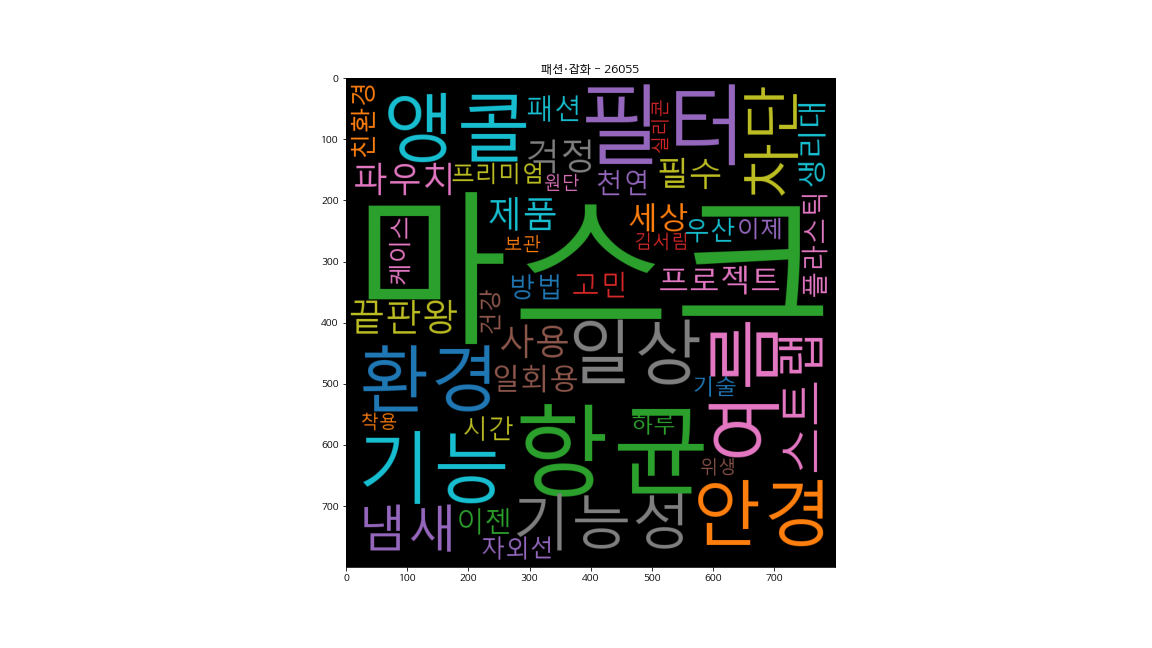 패션·잡화 - 26055
0
100
200
300
400
500
600
700
0
100
200
300
400
500
600
700
친환경
앵콜
패션
필터
실리콘
차단
생리대
걱정
파우치
프리미엄
원단
천연
필수
마스크
케이스
제품
보관
세상
김서림
우산
이제
플라스틱
방법
고민
프로젝트
끝판왕
건강
사용
일상
여름
스트랩
환경
일회용
기술
착용
시간
항균
하루
기능
위생
냄새
이젠
자외선
기능성
안경